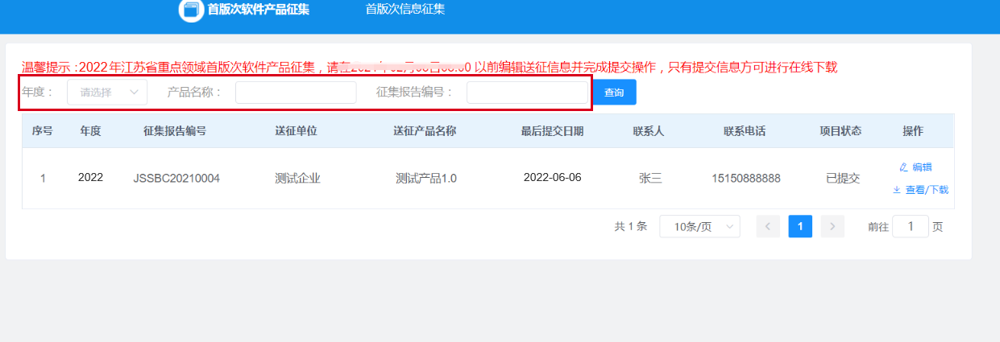 首版次软件产品征集 首版次信息征集
温馨提示：2022年江苏省重点领域首版次软件产品征集，请在 以前编辑送征信息并完成提交操作，只有提交信息方可进行在线下载
年度： 请选择 产品名称： 征集报告编号： 查询
序号 年度 征集报告编号 送征单位 送征产品名称 最后提交日期 联系人 联系电话 项目状态 操作
1 2022 JSSBC20210004 测试企业 测试产品1.0 2022-06-06 张三 15150888888 已提交 编辑
查看/下载
共 1 条 10条/页 1 前往 1 页